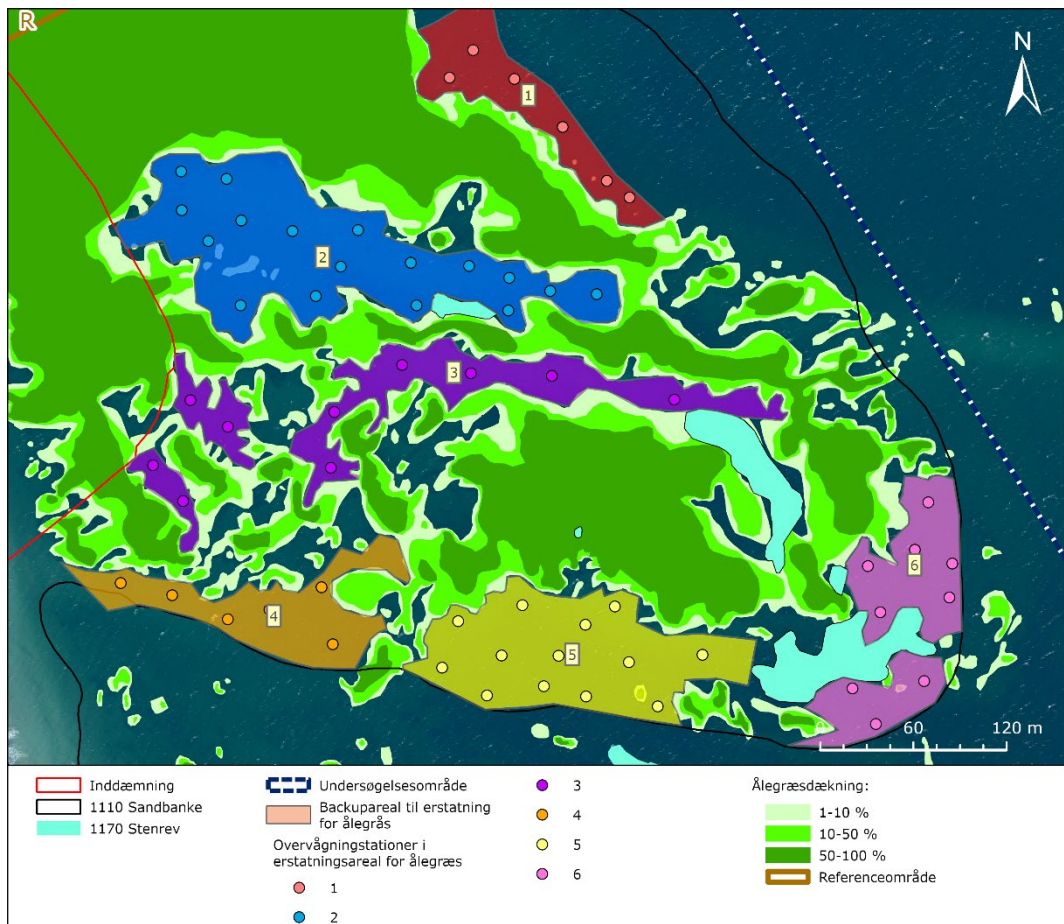 R
N
1
2
3
4
5
6
0 60 120 m
Inddæmning
1110 Sandbanke
1170 Stenrev
Undersøgelsesområde
Backupareal til erstatning
for ålegrås
Overvågningstationer i
erstatningsareal for ålegræs
1
2
3
4
5
6
Ålegræsdækning:
1-10 %
10-50 %
50-100 %
Referenceområde